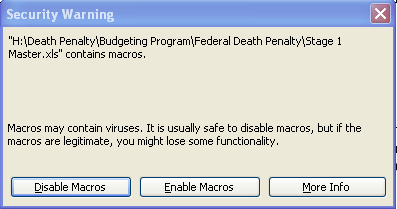 Security Warning
"H:\Death Penalty\Budgeting Program\Federal Death Penalty\Stage 1
Master.xls" contains macros.
Macros may contain viruses. It is usually safe to disable macros, but if the
macros are legitimate, you might lose some functionality.
Disable Macros Enable Macros More Info